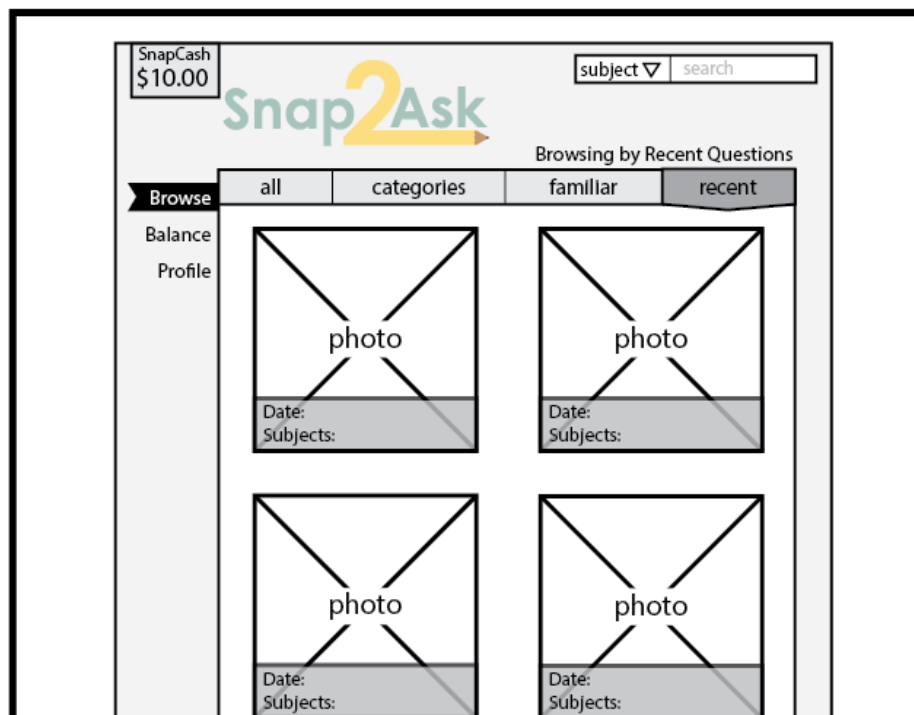 SnapCash
$10.00
subject search
Snap2Ask
Browsing by Recent Questions
all categories familiar recent
Browse
Balance
Profile
photo photo
Date: Date:
Subjects: Subjects:
photo photo
Date: Date:
Subjects: Subjects: